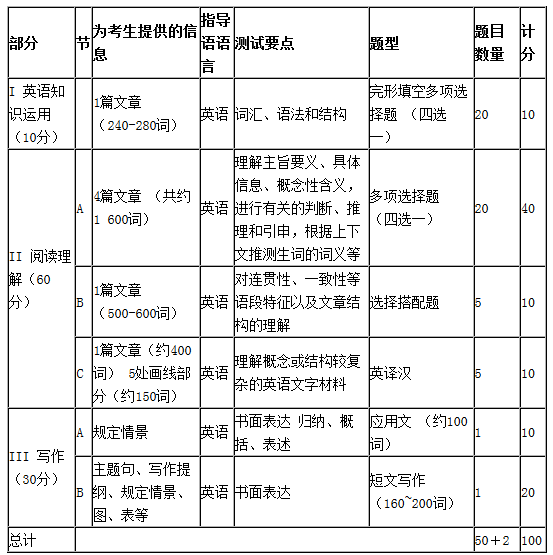 部分
节
为考生提供的信
息
指导
语语
言
测试要点
题型
题目
数量
计
分
I 英语知
识运用
（10分）
1篇文章
（240-280词）
英语
词汇、语法和结构
完形填空多项选
择题 （四选
一）
20
10
II 阅读理
解（60
分）
A
4篇文章 （共约
1 600词）
英语
理解主旨要义、具体
信息、概念性含义，
进行有关的判断、推
理和引申，根据上下
文推测生词的词义等
多项选择题
（四选一）
20
40
B
1篇文章
（500-600词）
英语
对连贯性、一致性等
语段特征以及文章结
构的理解
选择搭配题
5
10
C
1篇文章（约400
词） 5处画线部
分（约150词）
英语
理解概念或结构较复
杂的英语文字材料
英译汉
5
10
III 写作
（30分）
A
规定情景
英语
书面表达 归纳、概
括、表述
应用文 （约100
词）
1
10
B
主题句、写作提
纲、规定情景、
图、表等
英语
书面表达
短文写作
（160~200词）
1
20
总计
50＋2
100